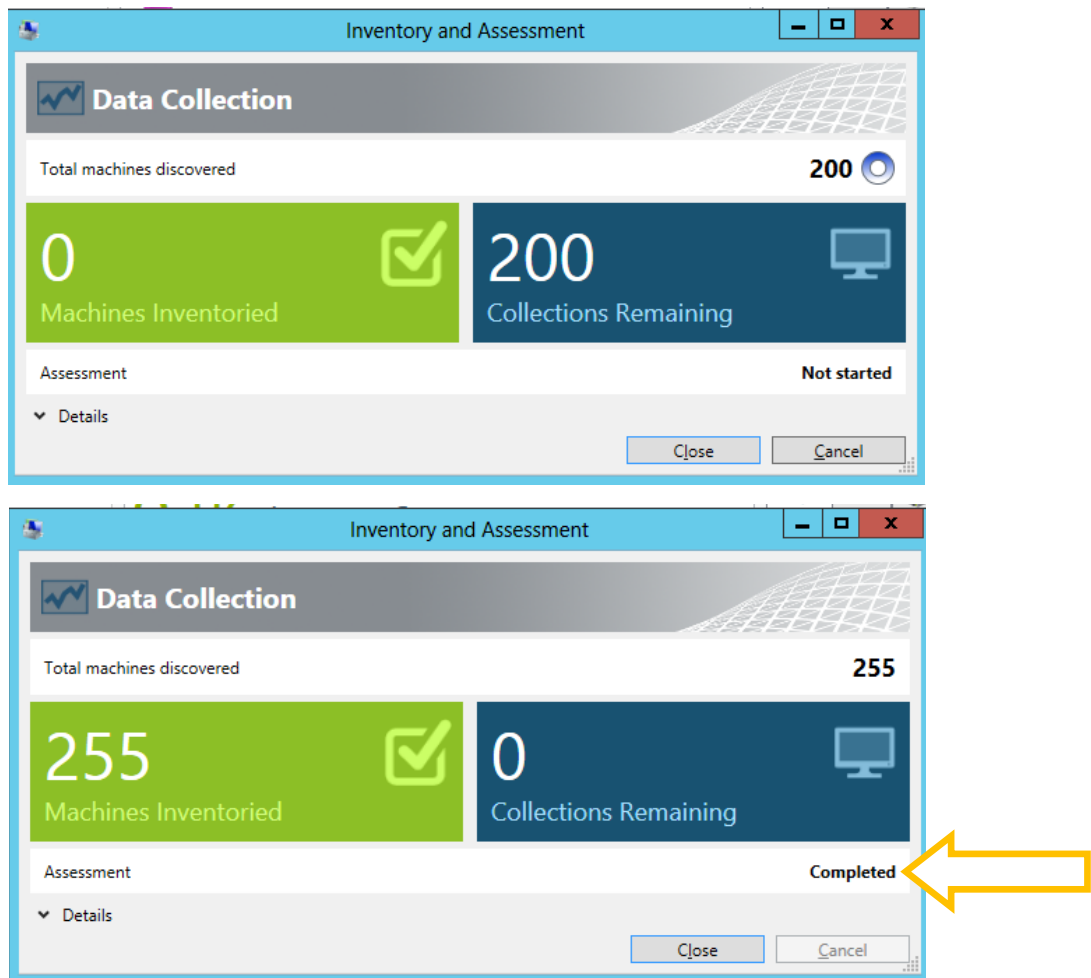 Inventory and Assessment
x
Data Collection
Total machines discovered 200
0 200
Machines Inventoried Collections Remaining
Assessment Not started
Details
Close Cancel
Inventory and Assessment
x
Data Collection
Total machines discovered 255
255 0
Machines Inventoried Collections Remaining
Assessment Completed
Details
Close Cancel